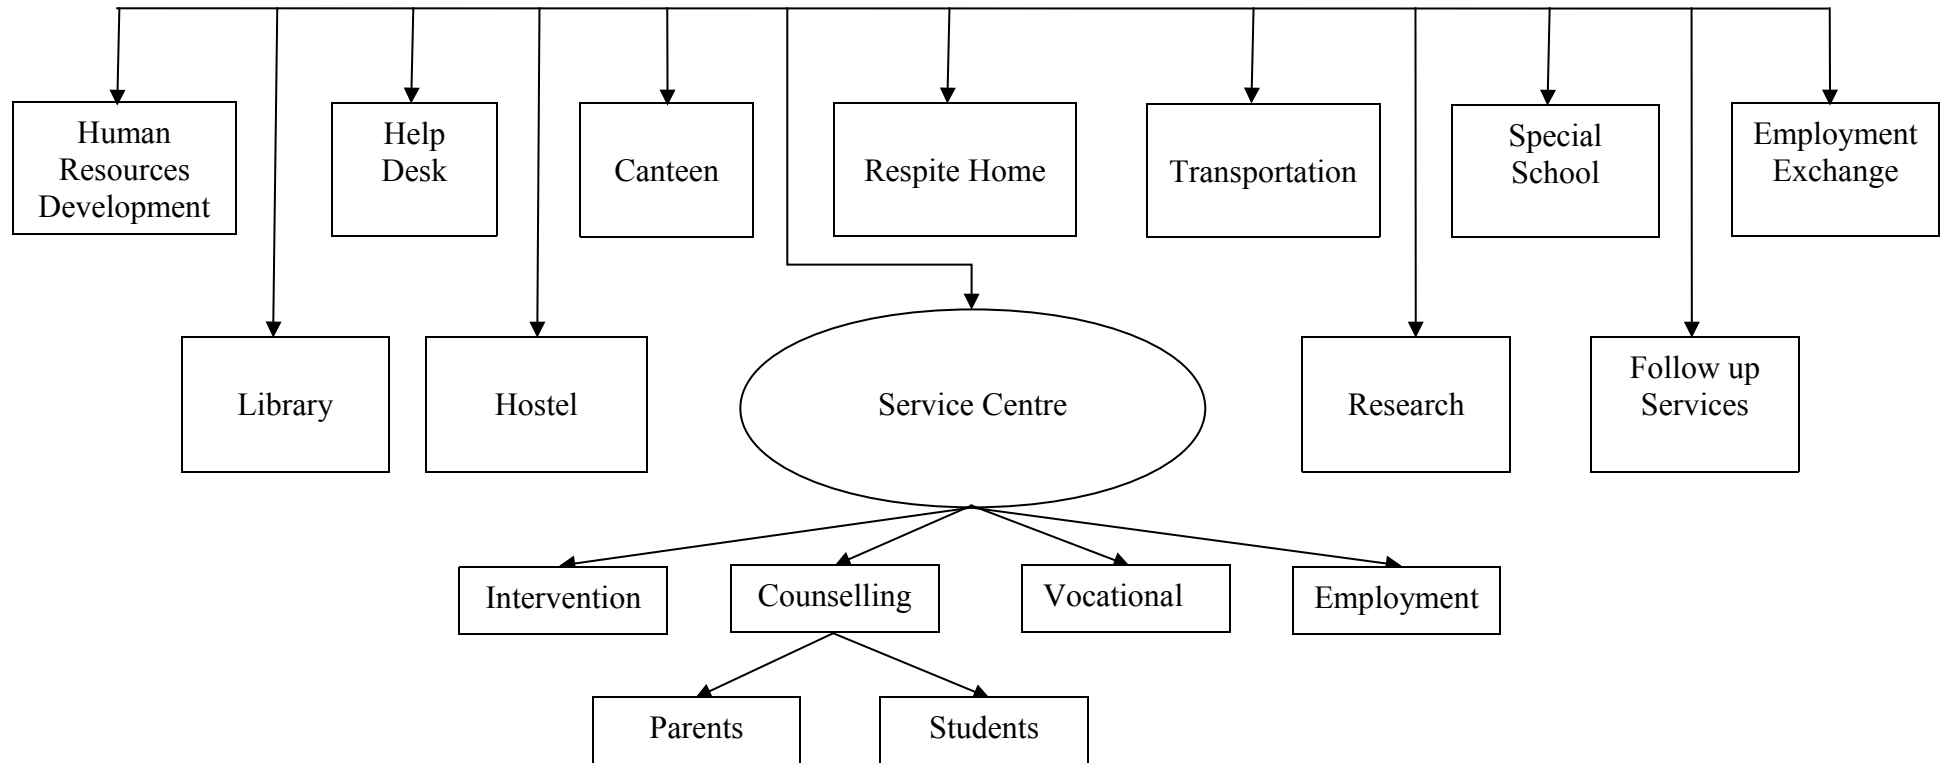 Human
Resources
Development
Help
Desk
Canteen
Respite Home
Transportation
Special
School
Employment
Exchange
Library
Hostel
Service Centre
Research
Follow up
Services
Intervention
Counselling
Vocational
Employment
Parents
Students